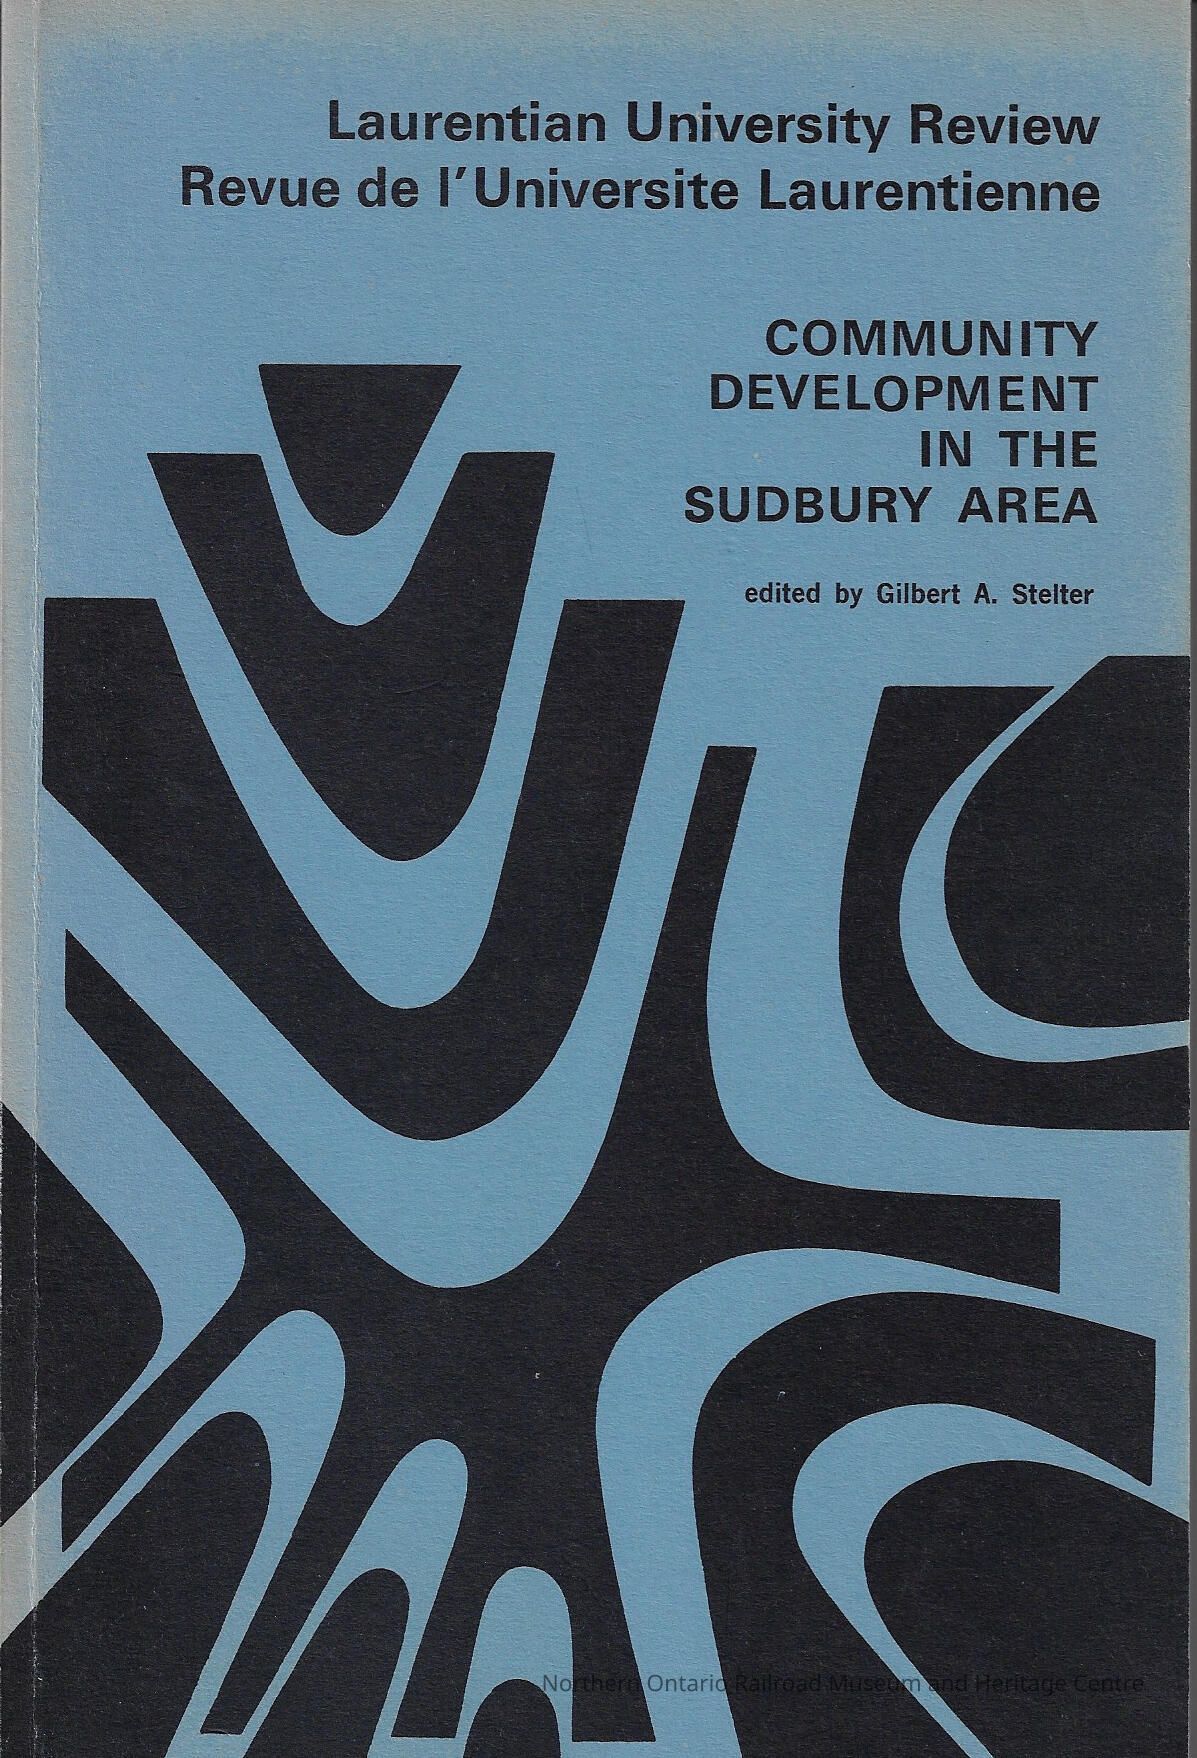 Laurentian University Review
Revue de l'Universite Laurentienne
COMMUNITY
DEVELOPMENT
IN THE
SUDBURY AREA
edited by Gilbert A. Stelter
Northern Ontario Railroad Museum and Heritage Centre